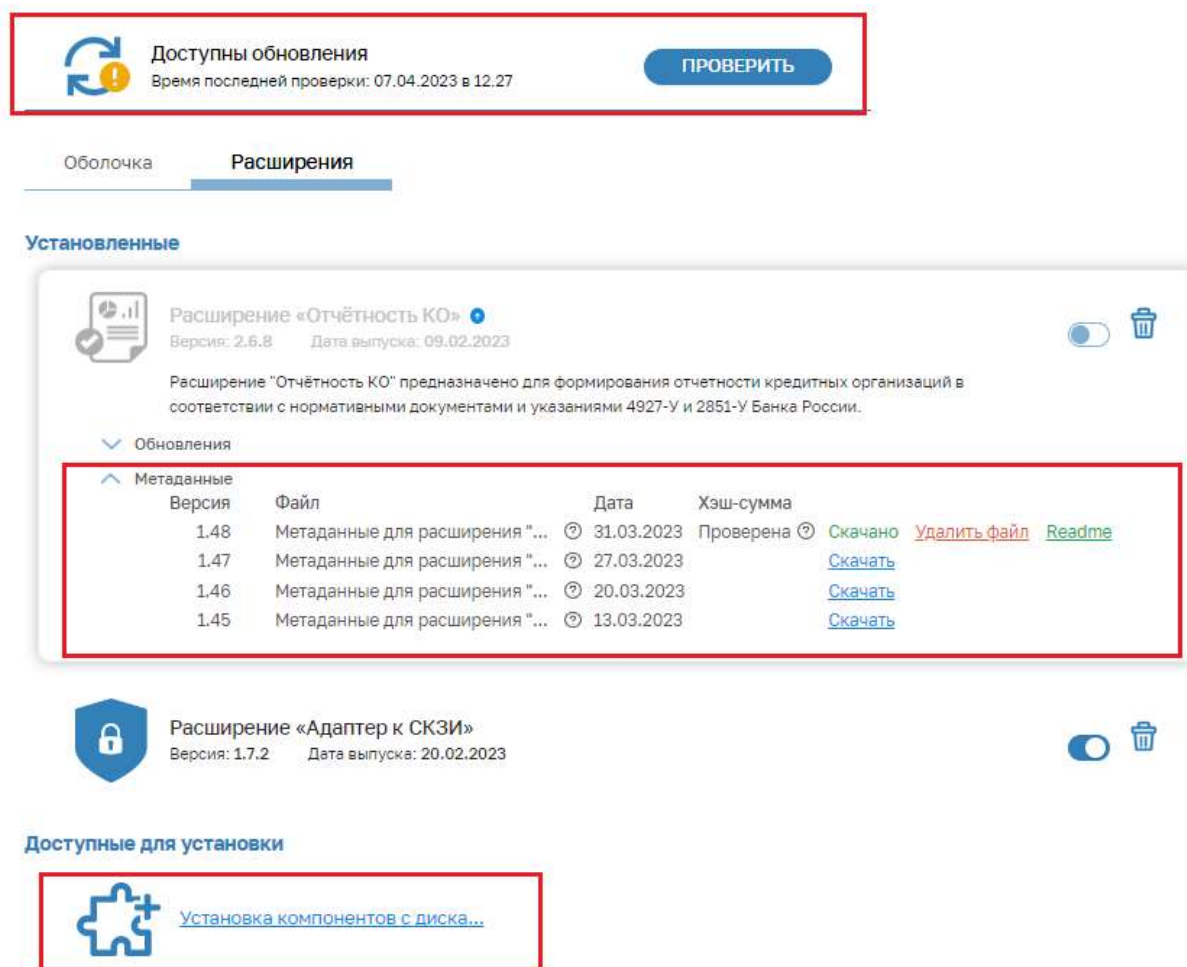 Доступны обновления
Время последней проверки: 07.04.2023 в 12.27
ПРОВЕРИТЬ
Оболочка Расширения
Установленные
Расширение «Отчётность КО»
Версия: 2.6.8 Дата выпуска: 09.02.2023
Расширение "Отчётность КО" предназначено для формирования отчетности кредитных организаций в
соответствии с нормативными документами и указаниями 4927-У и 2851-У Банка России.
Обновления
Метаданные
Версия Файл Дата Хэш-сумма
1.48 Метаданные для расширения "... 31.03.2023 Проверена Скачано Удалить файл Readme
1.47 Метаданные для расширения "... 27.03.2023 Скачать
1.46 Метаданные для расширения "... 20.03.2023 Скачать
1.45 Метаданные для расширения "... 13.03.2023 Скачать
Расширение «Адаптер к СКЗИ»
Версия: 1.7.2 Дата выпуска: 20.02.2023
Доступные для установки
Установка компонентов с диска...